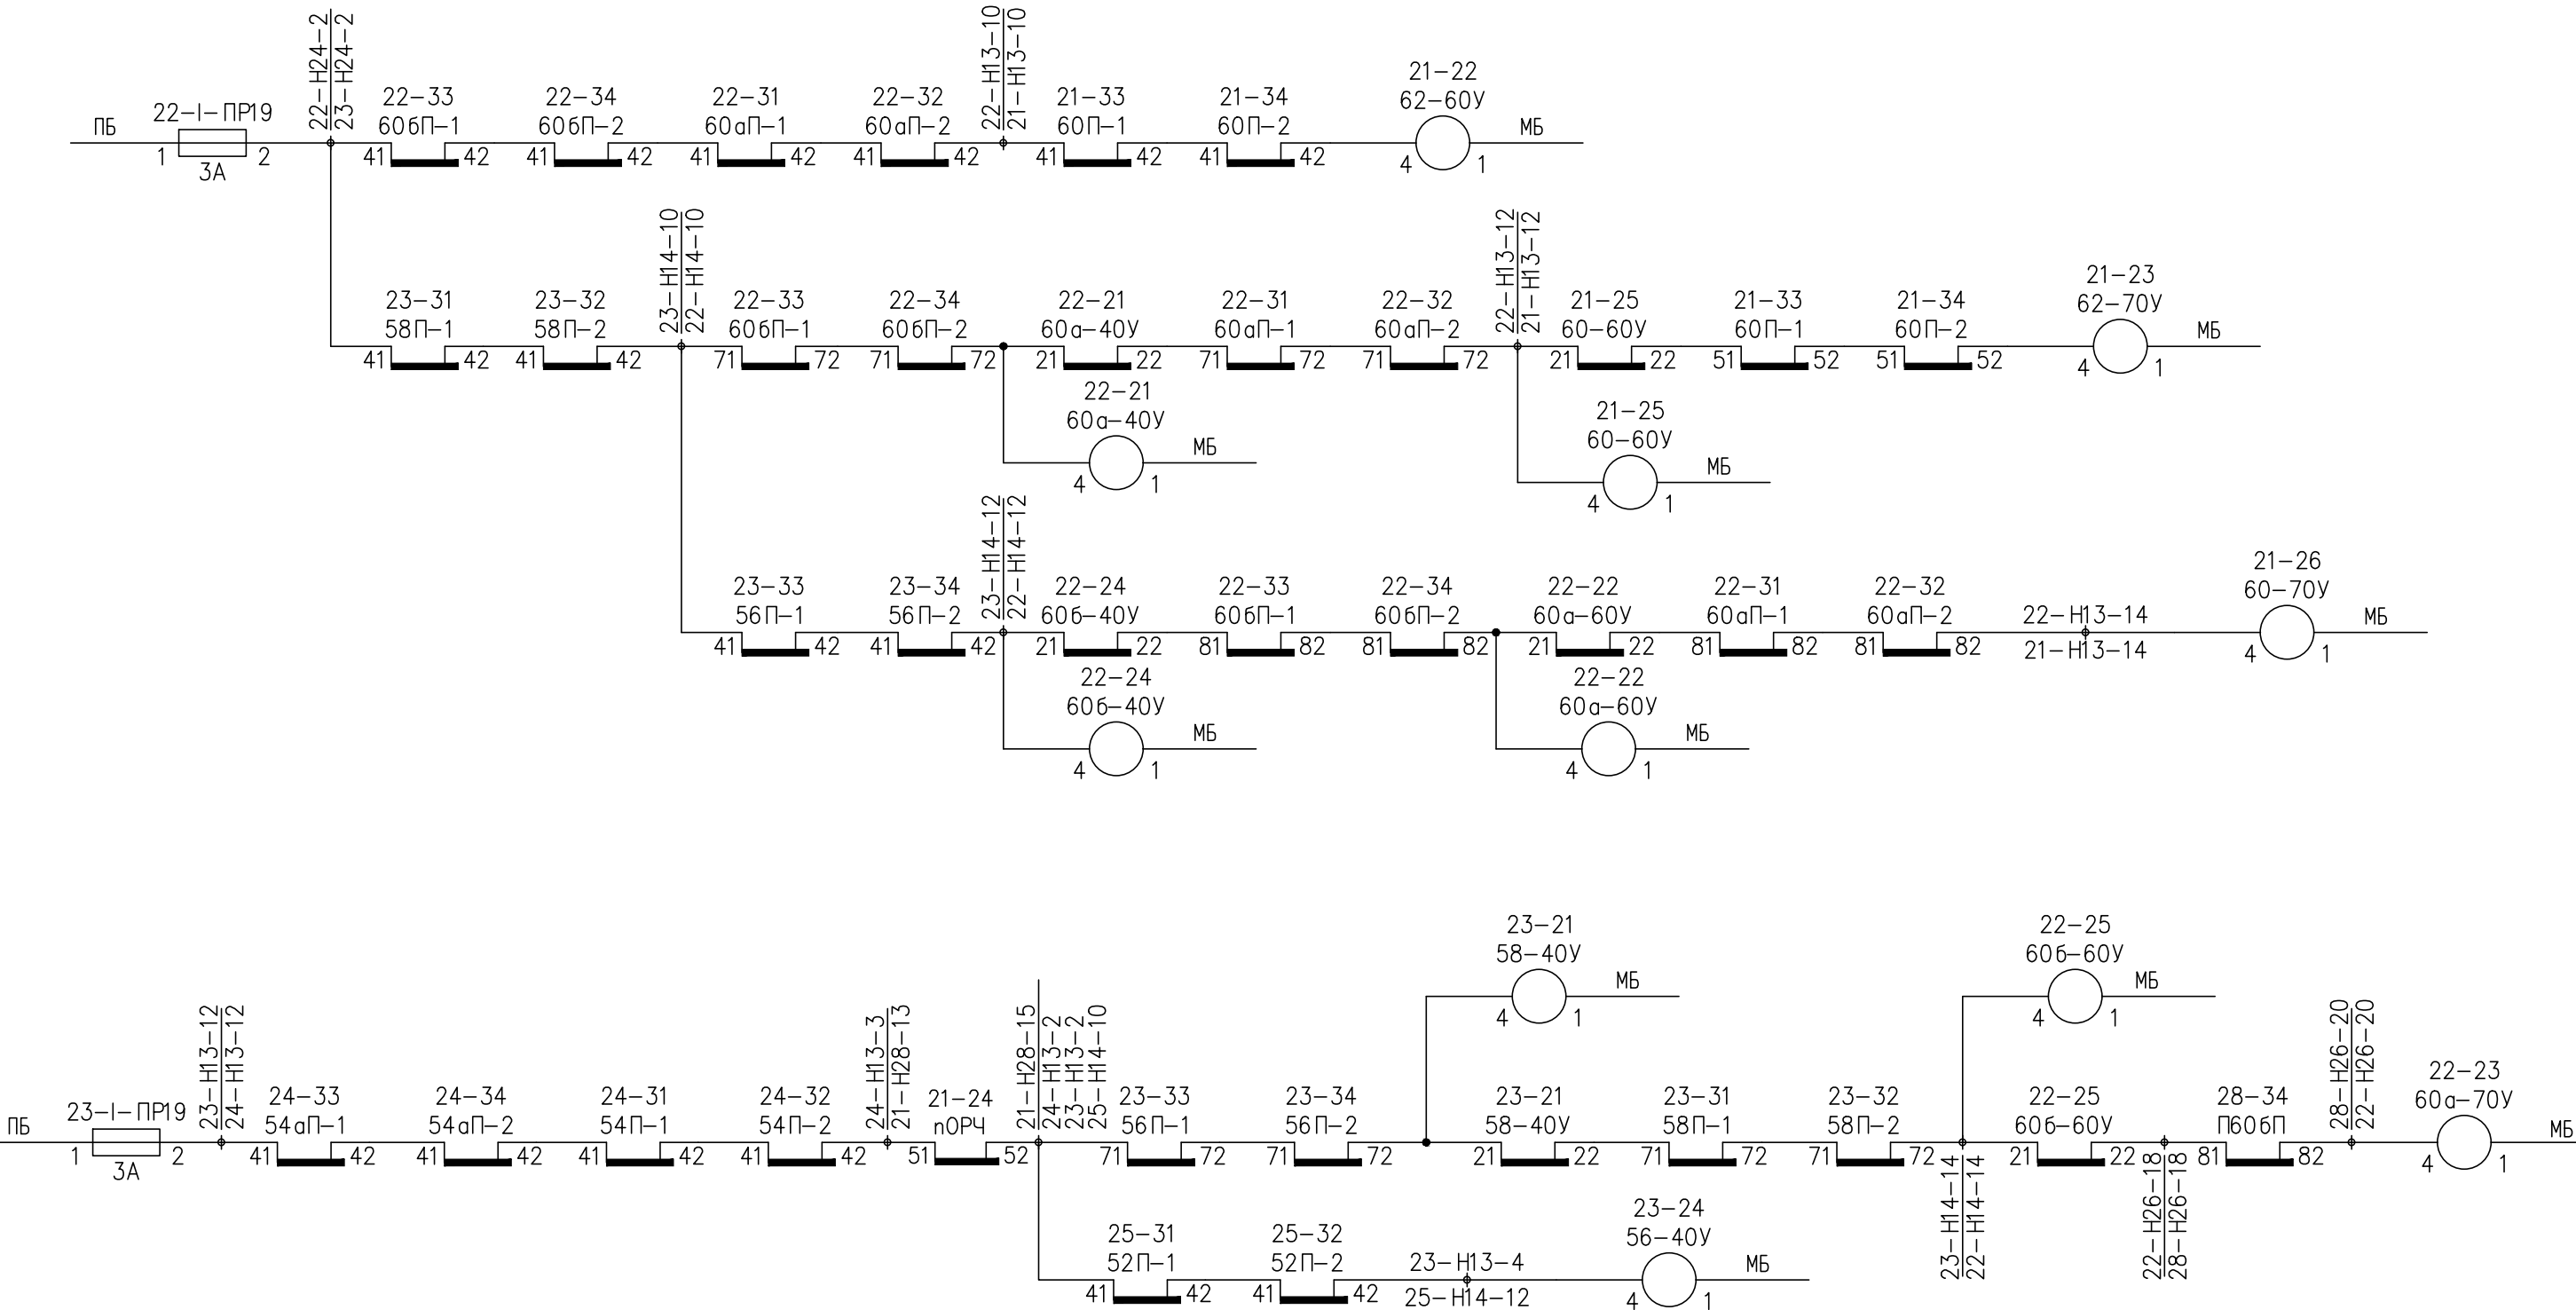 22-Н24-2
23-Н24-2
22-Н13-10
21-Н13-10
ПБ
22-I-ПР19
1
2
3А
22-33
60бП-1
41
42
22-34
60бП-2
41
42
22-31
60аП-1
41
42
22-32
60аП-2
41
42
21-33
60П-1
41
42
21-34
60П-2
41
42
21-22
62-60У
4
1
МБ
23-Н14-10
22-Н14-10
22-Н13-12
21-Н13-12
23-31
58П-1
41
42
23-32
58П-2
41
42
22-33
60бП-1
71
72
22-34
60бП-2
71
72
22-21
60а-40У
21
22
22-31
60аП-1
71
72
22-32
60аП-2
71
72
21-25
60-60У
21
22
21-33
60П-1
51
52
21-34
60П-2
51
52
21-23
62-70У
4
1
МБ
22-21
60а-40У
4
1
МБ
21-25
60-60У
4
1
МБ
23-Н14-12
22-Н14-12
23-33
56П-1
41
42
23-34
56П-2
41
42
22-24
60б-40У
21
22
22-33
60бП-1
81
82
22-34
60бП-2
81
82
22-22
60а-60У
21
22
22-31
60аП-1
81
82
22-32
60аП-2
81
82
22-Н13-14
21-Н13-14
21-26
60-70У
4
1
МБ
22-24
60б-40У
4
1
МБ
22-22
60а-60У
4
1
МБ
23-21
58-40У
4
1
МБ
22-25
60б-60У
4
1
МБ
ПБ
23-I-ПР19
1
2
3А
23-Н13-12
24-Н13-12
24-33
54аП-1
41
42
24-34
54аП-2
41
42
24-31
54П-1
41
42
24-32
54П-2
41
42
24-Н13-3
21-Н28-13
21-24
пОРЧ
51
52
21-Н28-15
24-Н13-2
23-Н13-2
25-Н14-10
23-33
56П-1
71
72
23-34
56П-2
71
72
23-21
58-40У
21
22
23-31
58П-1
71
72
23-32
58П-2
71
72
23-Н14-14
22-Н14-14
22-25
60б-60У
21
22
22-Н26-18
28-Н26-18
28-34
П60бП
81
82
28-Н26-20
22-Н26-20
22-23
60а-70У
4
1
МБ
25-31
52П-1
41
42
25-32
52П-2
41
42
23-Н13-4
25-Н14-12
23-24
56-40У
4
1
МБ